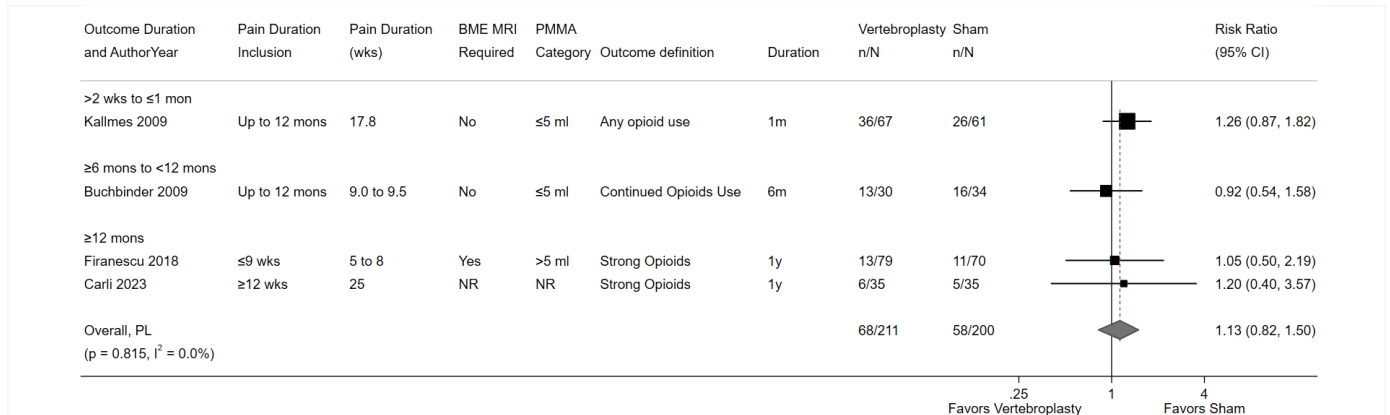 Outcome Duration Pain Duration Pain Duration BME MRI PMMA Vertebroplasty Sham Risk Ratio
and AuthorYear Inclusion (wks) Required Category Outcome definition Duration n/N n/N (95% CI)
>2 wks to ≤1 mon
Kallmes 2009 Up to 12 mons 17.8 No ≤5 ml Any opioid use 1m 36/67 26/61 1.26 (0.87, 1.82)
≥6 mons to <12 mons
Buchbinder 2009 Up to 12 mons 9.0 to 9.5 No ≤5 ml Continued Opioids Use 6m 13/30 16/34 0.92 (0.54, 1.58)
≥12 mons
Firanescu 2018 ≤9 wks 5 to 8 Yes >5 ml Strong Opioids 1y 13/79 11/70 1.05 (0.50, 2.19)
Carli 2023 ≥12 wks 25 NR NR Strong Opioids 1y 6/35 5/35 1.20 (0.40, 3.57)
Overall, PL 68/211 58/200 1.13 (0.82, 1.50)
(p = 0.815, I² = 0.0%)
.25 1 4
Favors Vertebroplasty Favors Sham